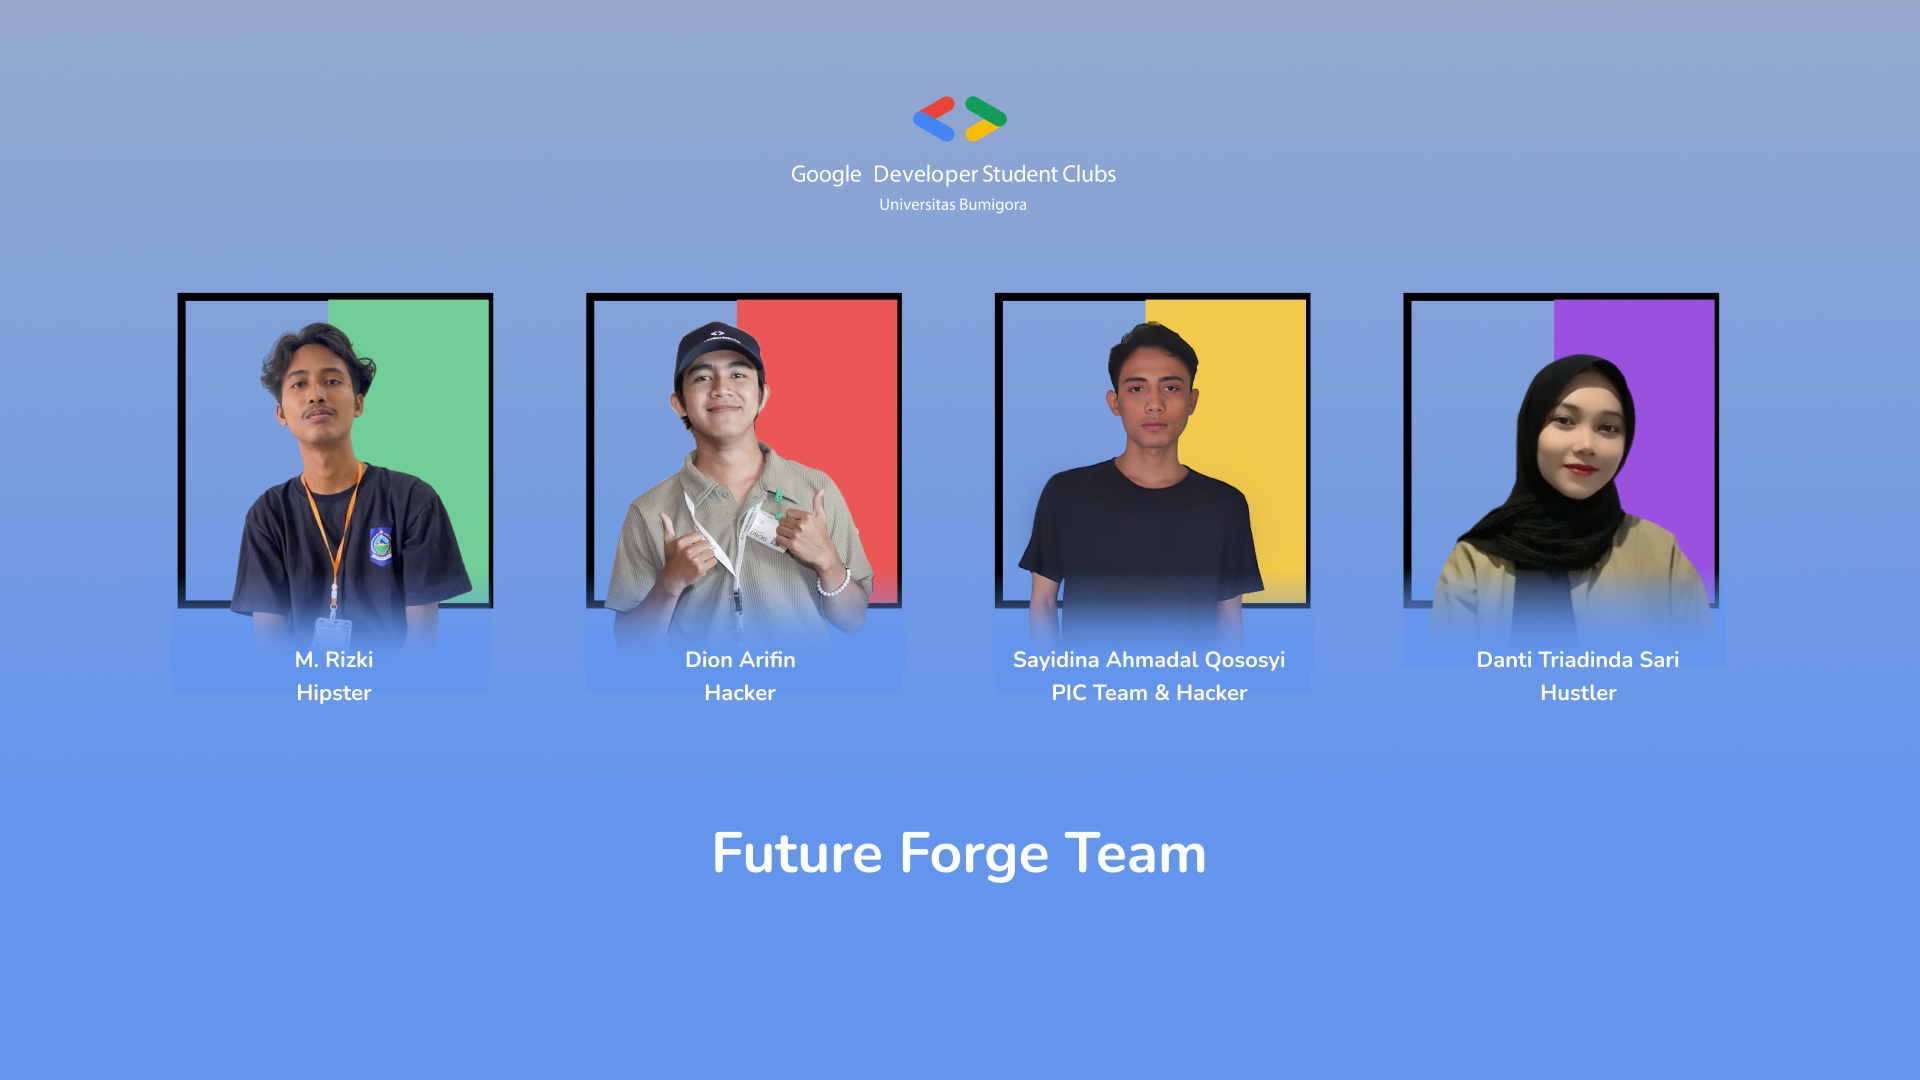 Google Developer Student Clubs
Universitas Bumigora
M. Rizki
Hipster
Dion Arifin
Hacker
Sayidina Ahmadal Qososyi
PIC Team & Hacker
Danti Triadinda Sari
Hustler
Future Forge Team